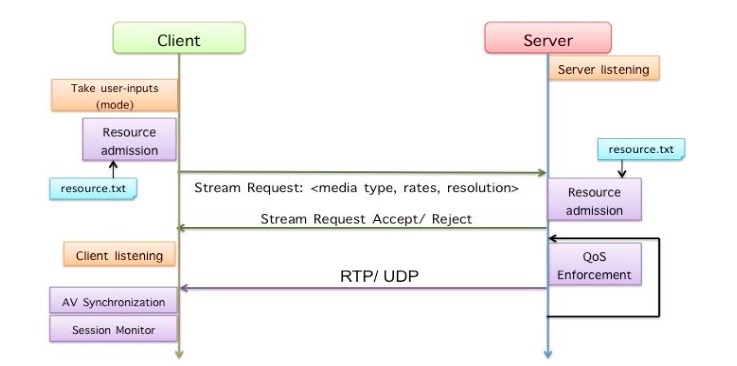 Client
Server
Server listening
Take user-inputs
(mode)
Resource
admission
resource.txt
resource.txt
Stream Request: <media type, rates, resolution>
Resource
admission
Stream Request Accept/ Reject
Client listening
QoS
Enforcement
RTP/ UDP
AV Synchronization
Session Monitor